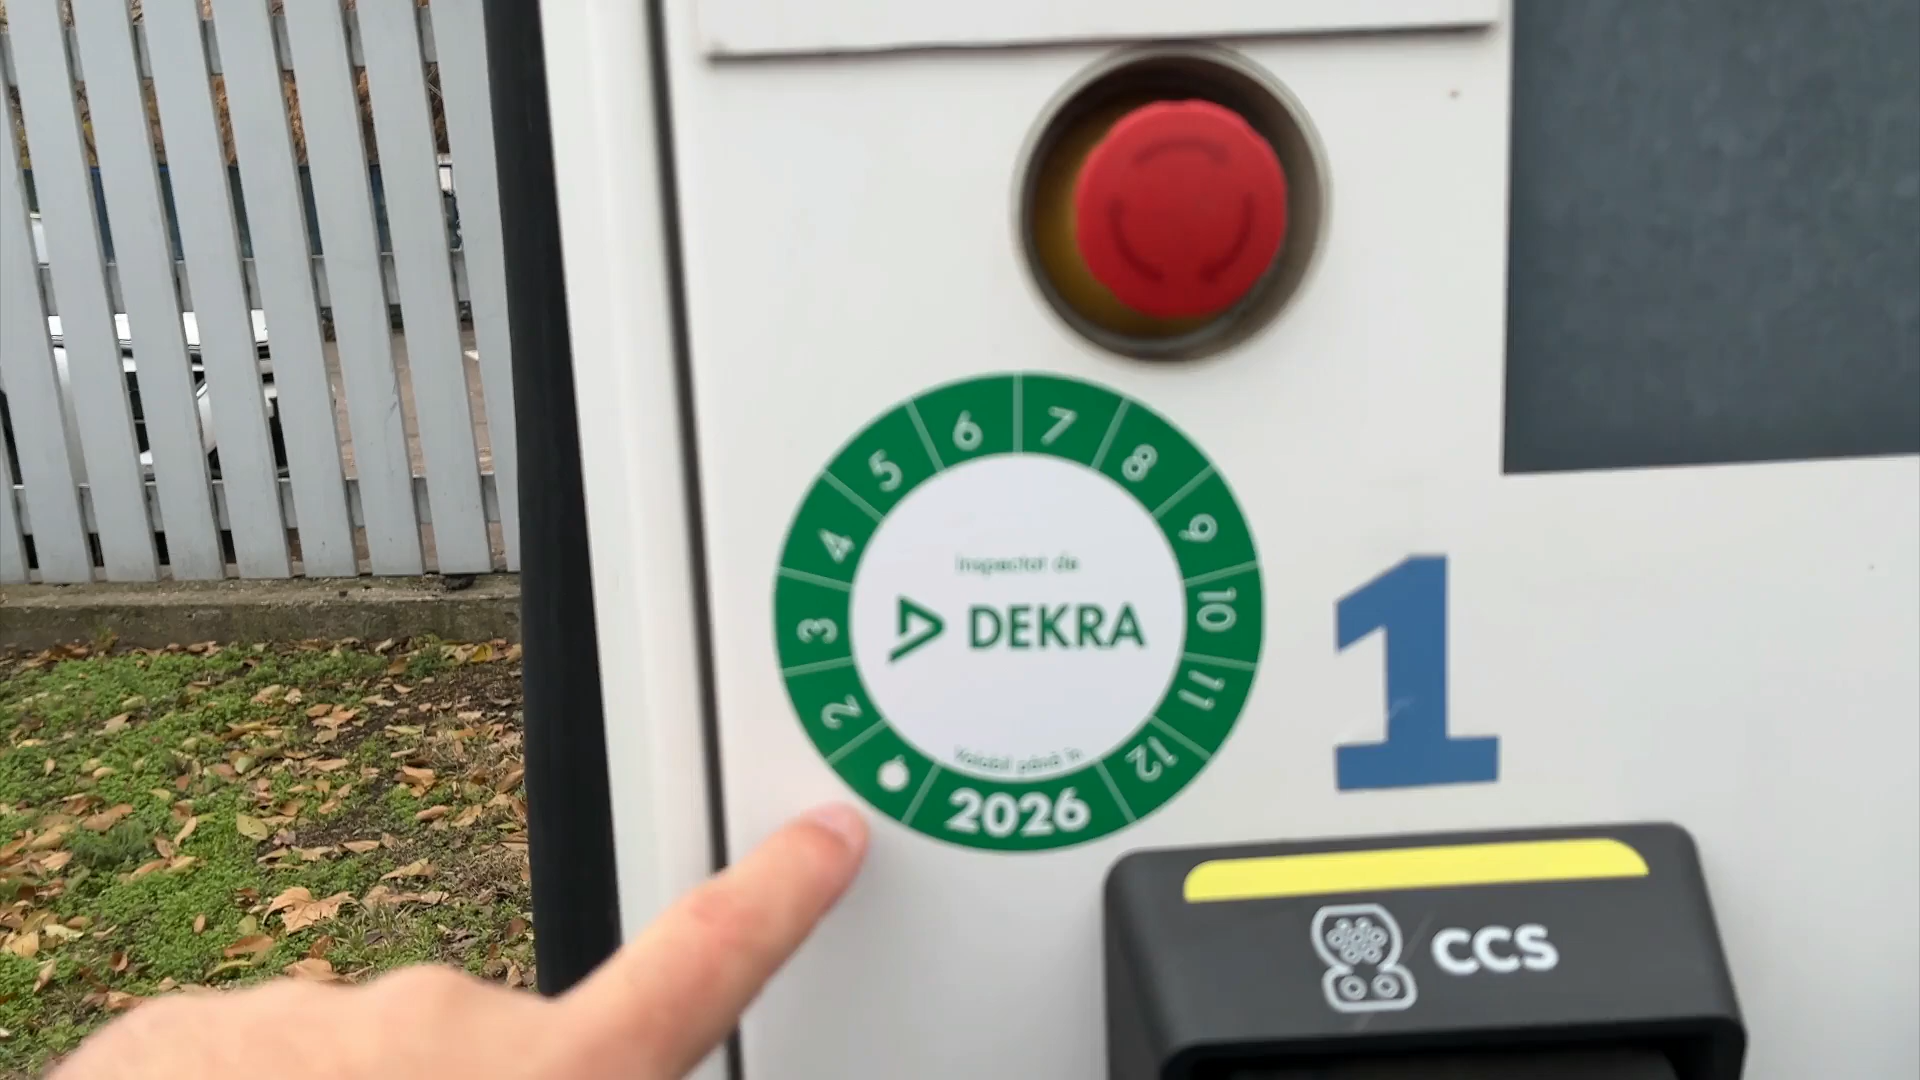 6 7
5 8
4 9
Inspectat de
DEKRA
3 10
2 11
Valabil până în
12
2026
1
CCS